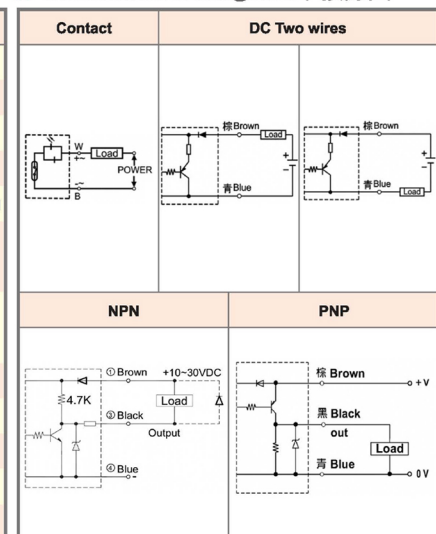 Contact
DC Two wires
W
+~
Load
POWER
-~
B
棕Brown
Load
+
-
青Blue
棕Brown
+
-
青Blue
Load
NPN
PNP
①Brown
+10~30VDC
4.7K
Load
③Black
Output
④Blue
-
棕 Brown
+V
黑 Black
out
Load
青 Blue
0V